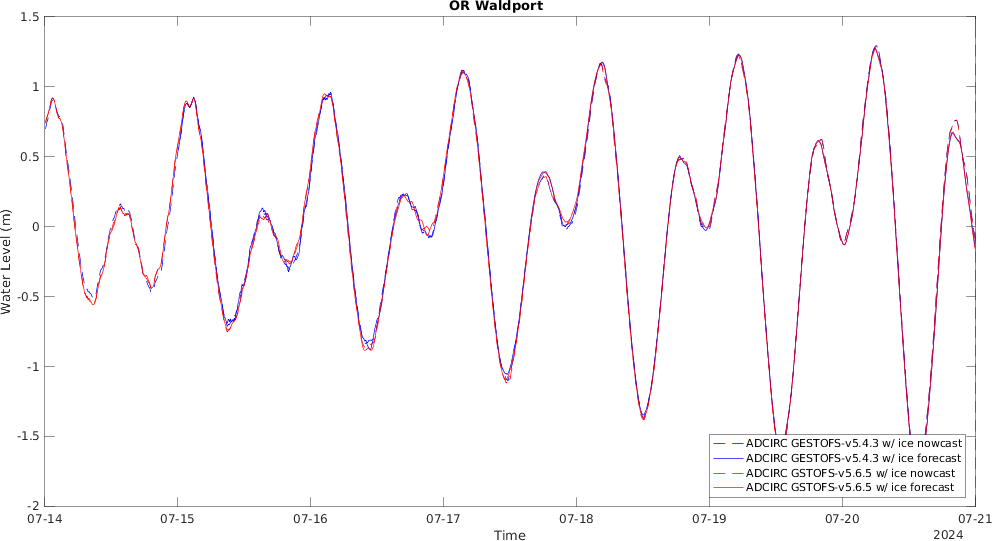 OR Waldport
1.5
1
0.5
0
-0.5
-1
-1.5
-2
Water Level (m)
07-14 07-15 07-16 07-17 07-18 07-19 07-20 07-21
Time
2024
ADCIRC GESTOFS-v5.4.3 w/ ice nowcast
ADCIRC GESTOFS-v5.4.3 w/ ice forecast
ADCIRC GSTOFS-v5.6.5 w/ ice nowcast
ADCIRC GSTOFS-v5.6.5 w/ ice forecast